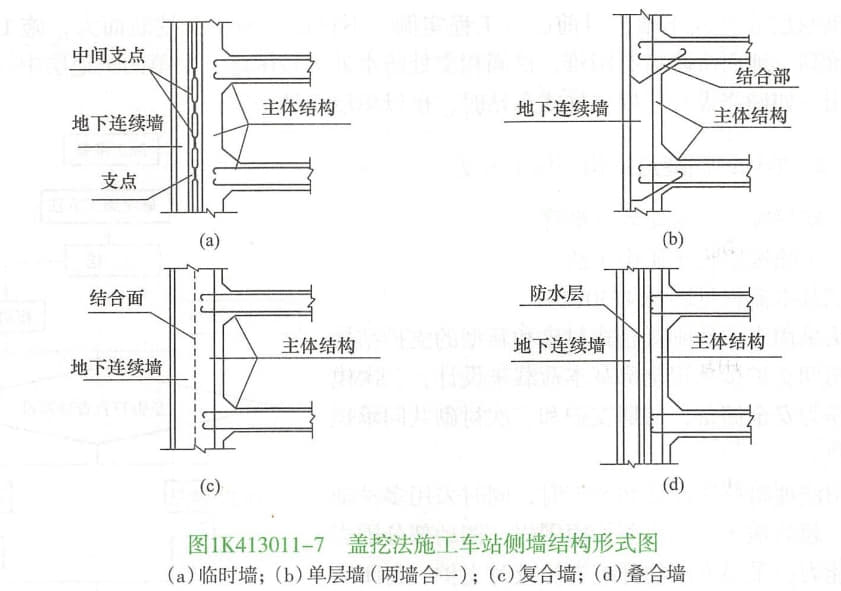 中间支点
地下连续墙
主体结构
支点
(a)
结合部
地下连续墙
主体结构
(b)
结合面
地下连续墙
主体结构
(c)
防水层
地下连续墙
主体结构
(d)
图1K413011-7 盖挖法施工车站侧墙结构形式图
(a)临时墙；(b)单层墙(两墙合一)；(c)复合墙；(d)叠合墙